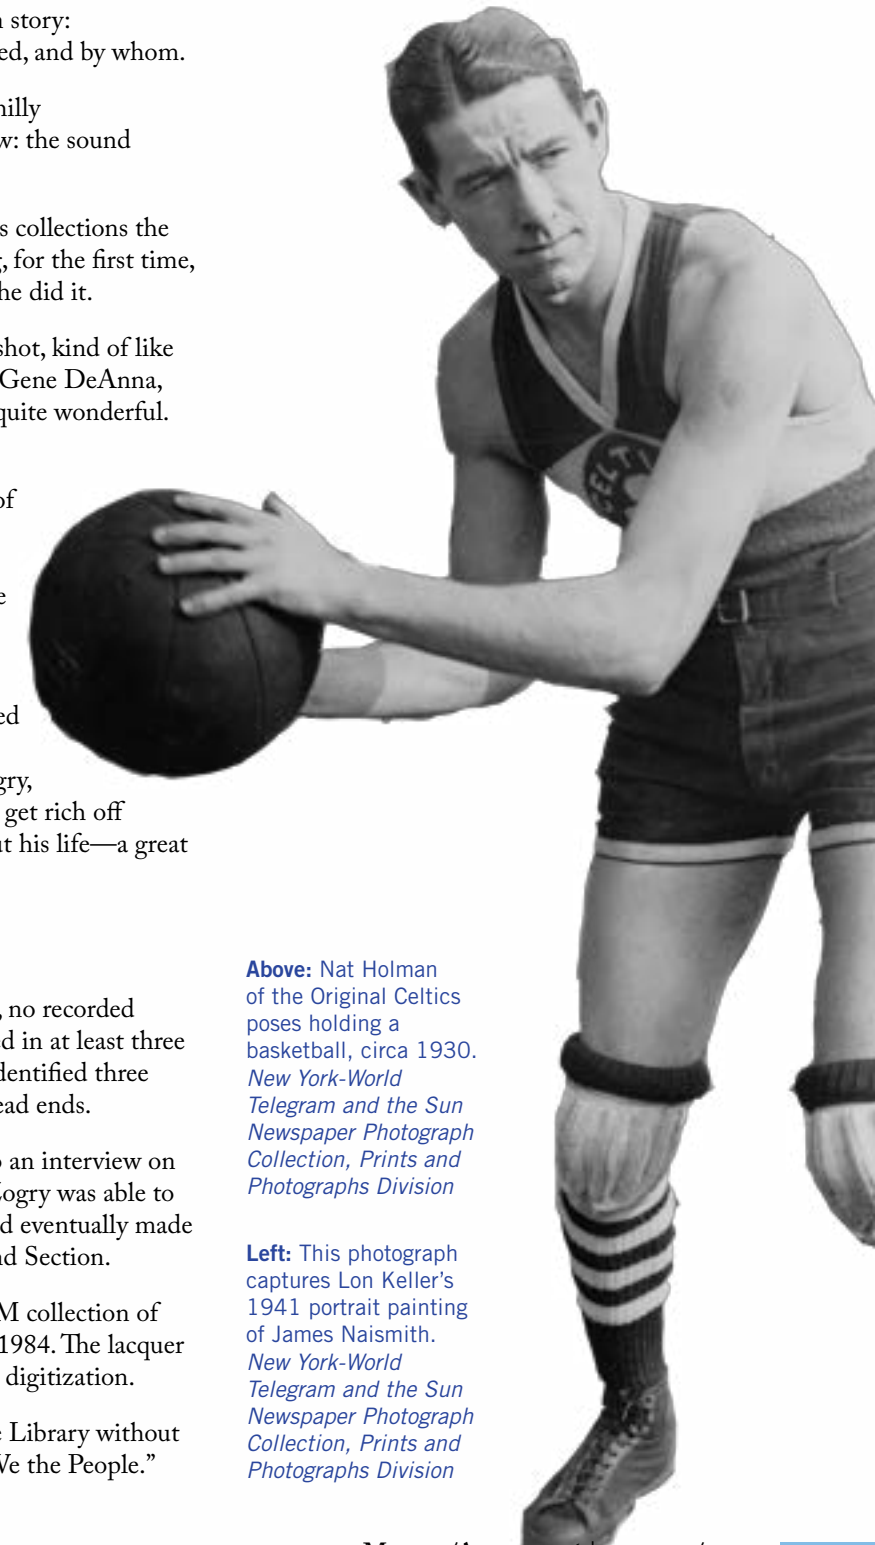 story:
ed, and by whom.
nilly
w: the sound
s collections the
, for the first time,
he did it.
shot, kind of like
Gene DeAnna,
quite wonderful.
of
e
ed
gry,
get rich off
ut his life—a great
, no recorded
ed in at least three
dentified three
ead ends.
o an interview on
Zogry was able to
d eventually made
nd Section.
M collection of
1984. The lacquer
digitization.
e Library without
We the People.”
CELTI
Above: Nat Holman
of the Original Celtics
poses holding a
basketball, circa 1930.
New York-World
Telegram and the Sun
Newspaper Photograph
Collection, Prints and
Photographs Division
Left: This photograph
captures Lon Keller’s
1941 portrait painting
of James Naismith.
New York-World
Telegram and the Sun
Newspaper Photograph
Collection, Prints and
Photographs Division